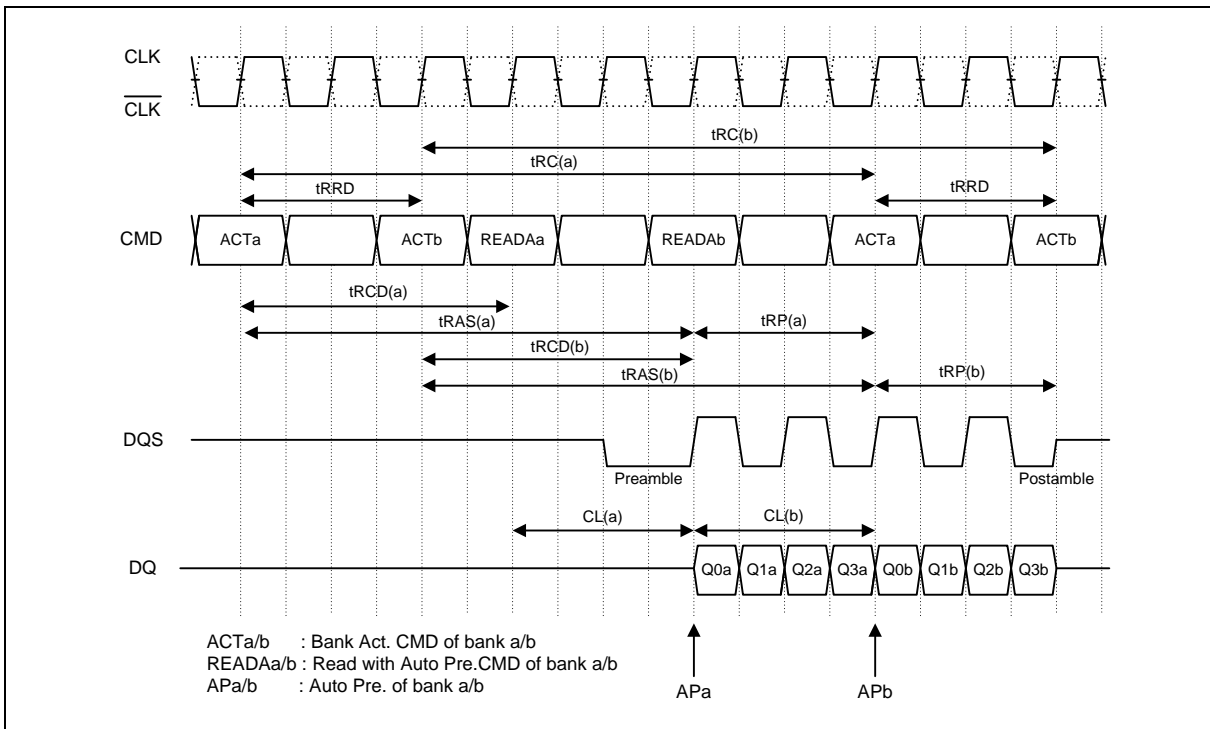 CLK
CLK
tRC(b)
tRC(a)
tRRD tRRD
CMD ACTa ACTb READAa READAb ACTa ACTb
tRCD(a)
tRAS(a) tRP(a)
tRCD(b)
tRAS(b) tRP(b)
DQS
Preamble Postamble
CL(a) CL(b)
DQ Q0a Q1a Q2a Q3a Q0b Q1b Q2b Q3b
ACTa/b : Bank Act. CMD of bank a/b
READAa/b : Read with Auto Pre.CMD of bank a/b
APa/b : Auto Pre. of bank a/b
APa APb